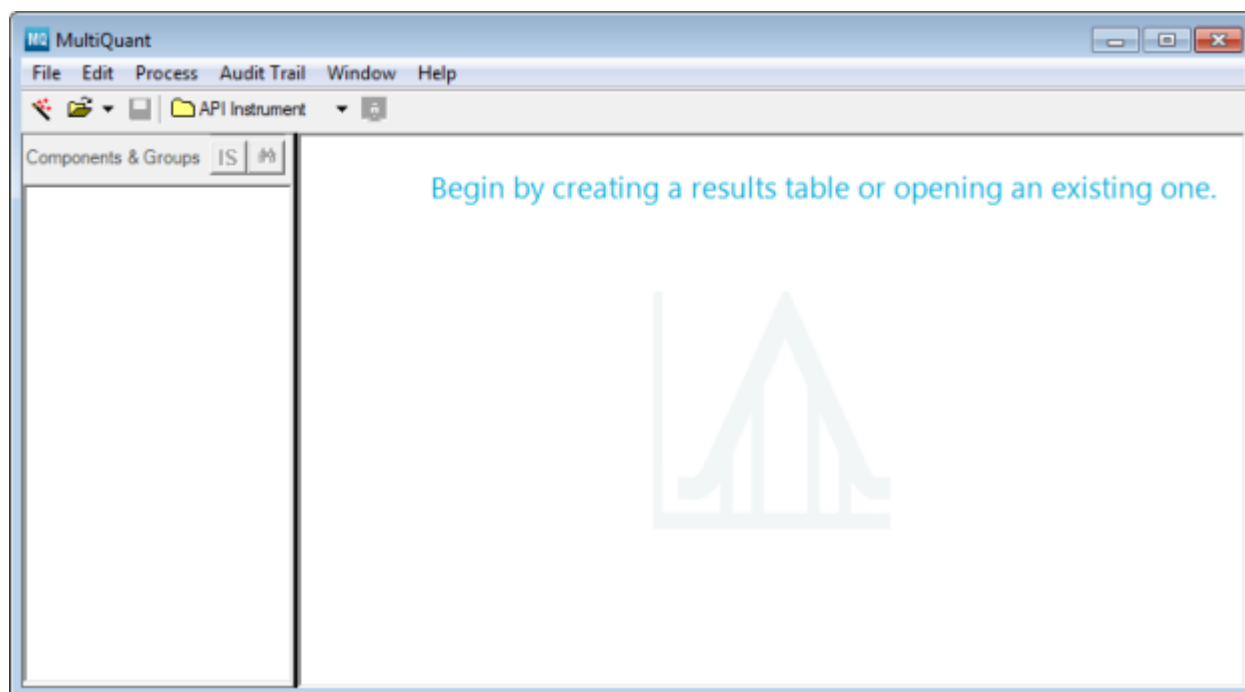 MQ MultiQuant
File Edit Process Audit Trail Window Help
API Instrument
Components & Groups IS
Begin by creating a results table or opening an existing one.